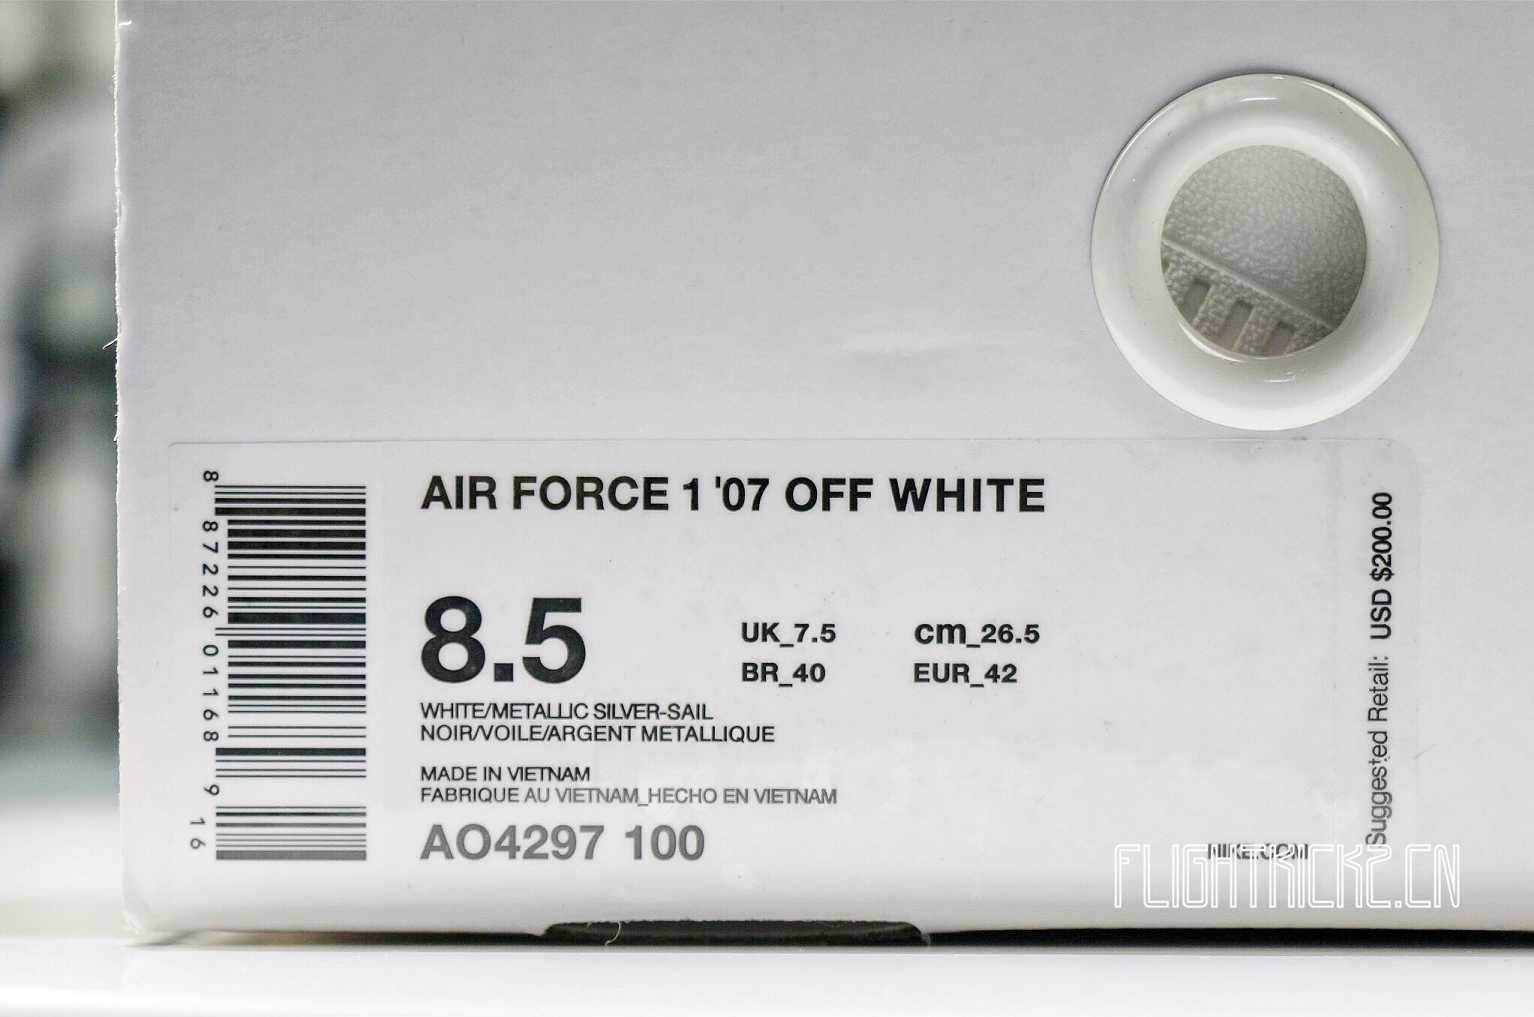 AIR FORCE 1 '07 OFF WHITE
8.5
UK_7.5 cm_26.5
BR_40 EUR_42
WHITE/METALLIC SILVER-SAIL
NOIR/VOILE/ARGENT METALLIQUE
MADE IN VIETNAM
FABRIQUE AU VIETNAM_HECHO EN VIETNAM
AO4297 100
8 87226 01168 9 16
Suggested Retail: USD $200.00
NIKE.COM
FLIGHTKICKZ.CN